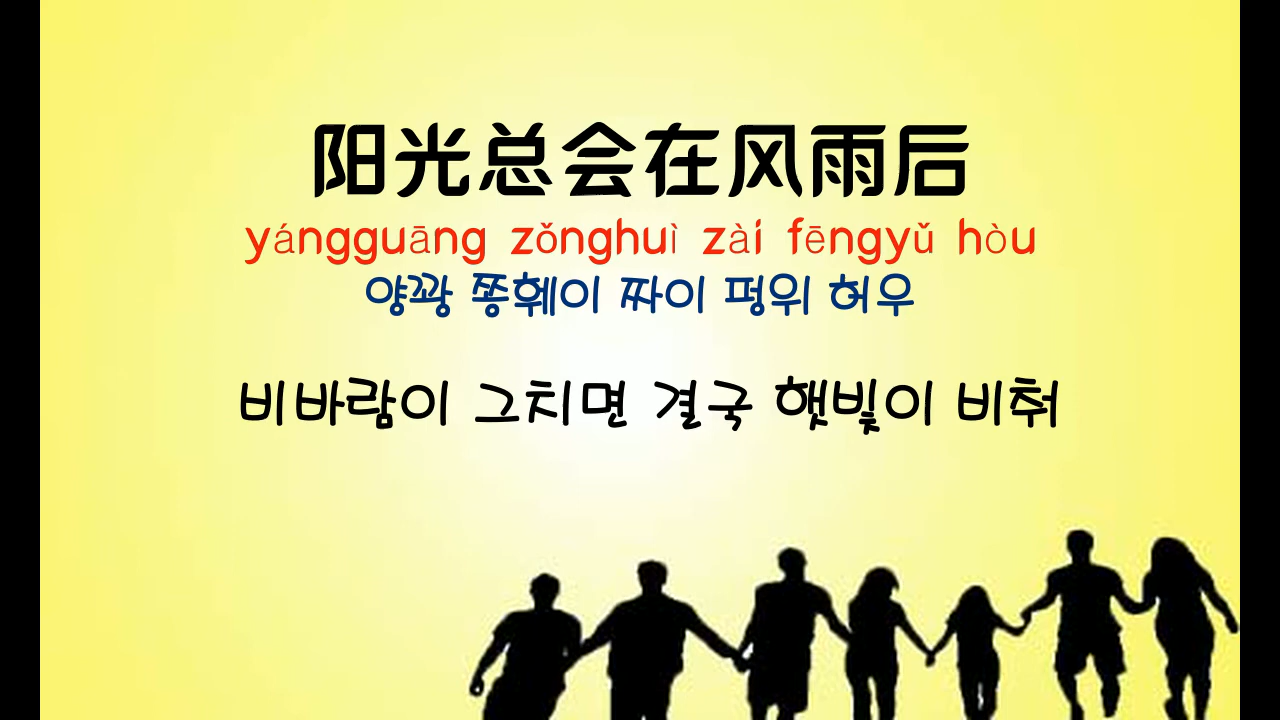 阳光总会在风雨后
yángguāng zǒnghuì zài fēngyǔ hòu
양꽝 쫑훼이 짜이 펑위 허우
비바람이 그치면 결국 햇빛이 비춰